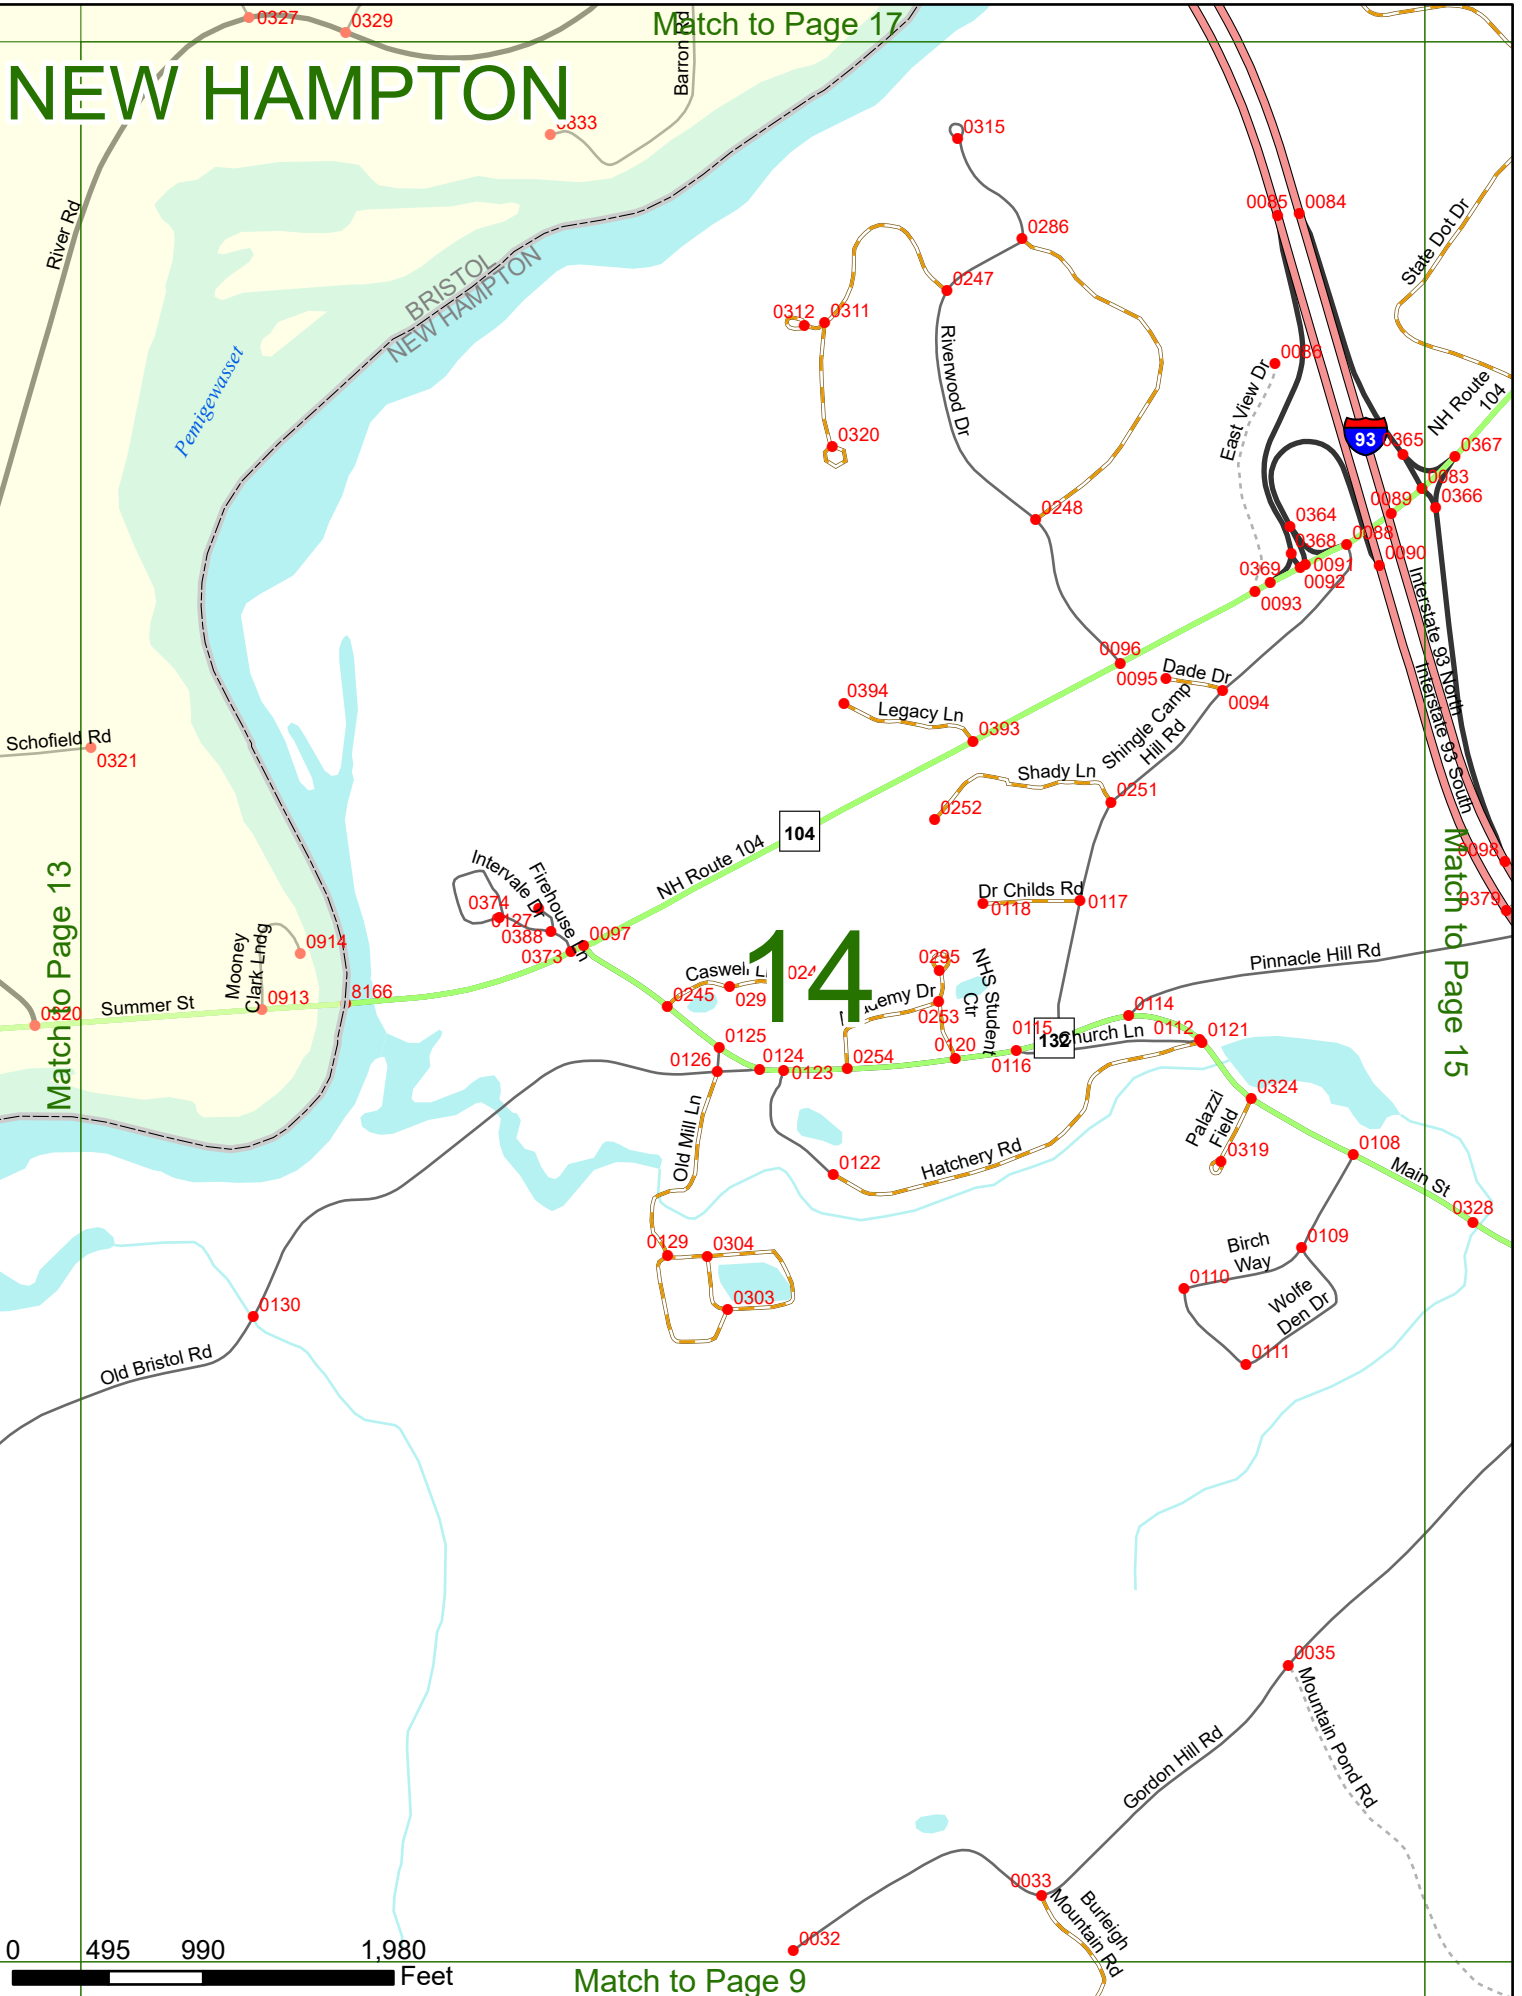 Match to Page 17
0327
0329
Barron Rd
NEW HAMPTON
0333
0315
River Rd
0085
0084
0286
State Dot Dr
BRISTOL
NEW HAMPTON
0247
0312
0311
Pemigewasset
Riverwood Dr
0086
East View Dr
NH Route
104
93
0365
0367
0320
0083
0366
0089
0248
0364
0088
0368
0090
0091
0369
0092
0093
Interstate 93 North
Interstate 93 South
0096
Dade Dr
0095
0094
0394
Legacy Ln
0393
Shingle Camp
Hill Rd
Schofield Rd
0321
Shady Ln
0251
0252
104
NH Route 104
0098
Match to Page 13
Match to Page 15
Intervale Dr
Firehouse Ln
0374
0127
0388
0373
0097
Dr Childs Rd
0118
0117
0379
14
0914
Mooney
Clark Lndg
0913
8166
Summer St
0320
0295
NHS Student
Ctr
Pinnacle Hill Rd
0245
0253
0114
0115
132
Church Ln
0112
0121
0125
0126
0124
0123
0254
0120
0116
0324
Palazzi
Field
0319
0108
Main St
0328
Old Mill Ln
0122
Hatchery Rd
0129
0304
0303
Birch
Way
0109
0110
Wolfe
Den Dr
0111
0130
Old Bristol Rd
0035
Mountain Pond Rd
Gordon Hill Rd
0033
Burleigh
Mountain Rd
0032
0 495 990 1,980
Feet
Match to Page 9